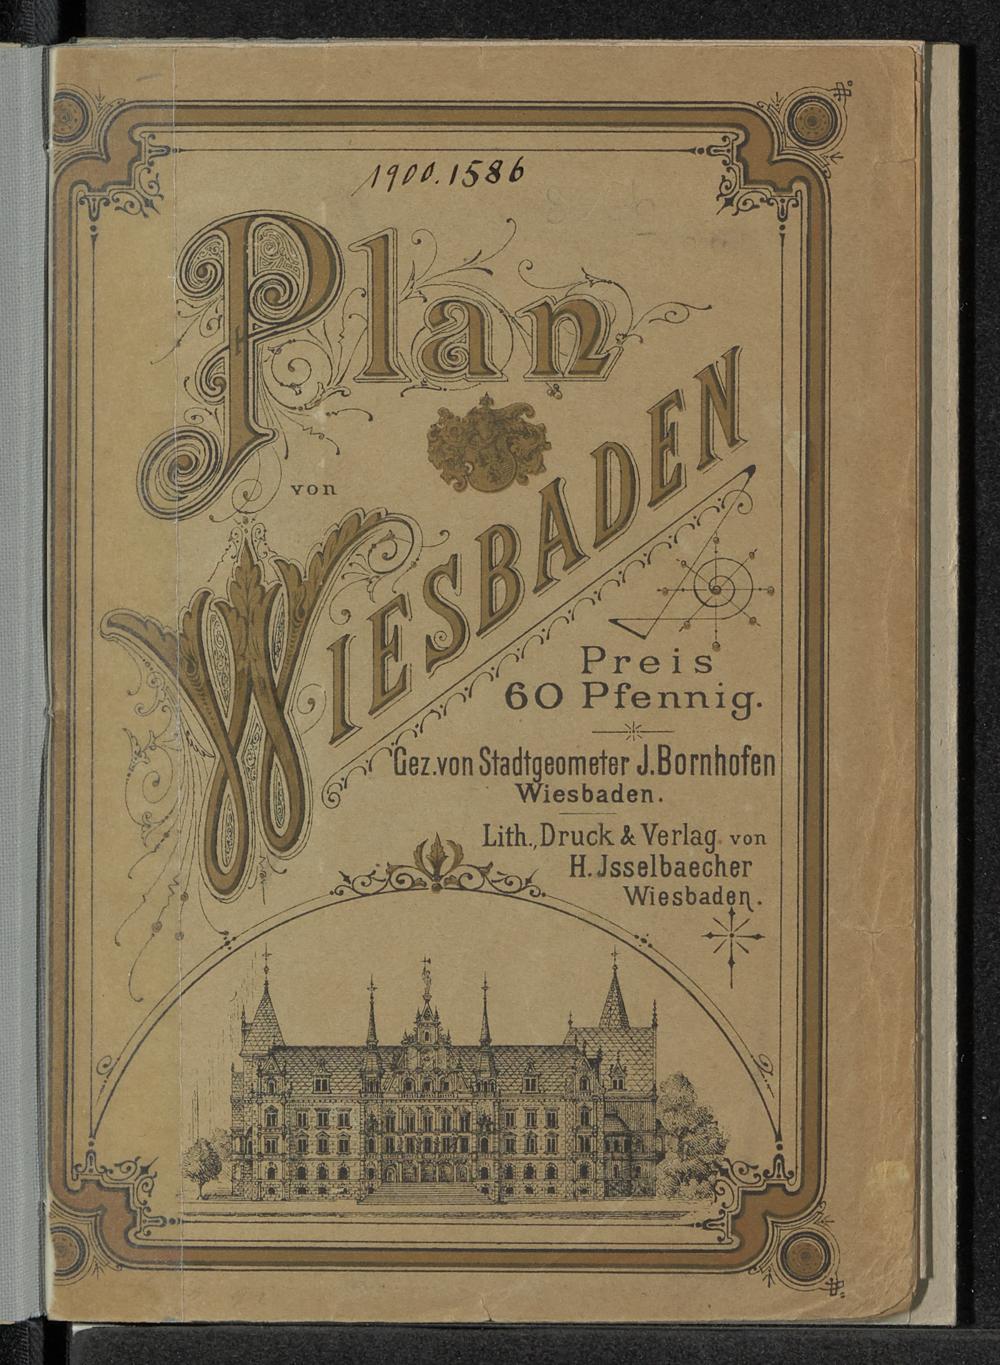 1900.1586
Plan
von
WIESBADEN
Preis
60 Pfennig.
Gez. von Stadtgeometer J. Bornhofen
Wiesbaden.
Lith., Druck & Verlag von
H. Jsselbaecher
Wiesbaden.